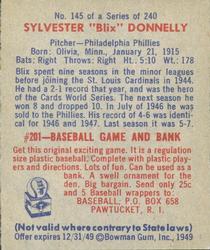 No. 145 of a Series of 240
SYLVESTER "Blix" DONNELLY
Pitcher—Philadelphia Phillies
Born: Olivia, Minn., January 21, 1915
Bats: Right Throws: Right Ht.: 5:10 Wt.: 178
Blix spent nine seasons in the minor leagues
before joining the St. Louis Cardinals in 1944.
He had a 2-1 record that year, and was the hero
of the Cards World Series. The next season he
won 8 and dropped 10. In July of 1946 he was
sold to the Phillies. His record of 4-6 was identical
for 1946 and 1947. Last season it was 5-7.
#201—BASEBALL GAME AND BANK
Get this original exciting game. It is a regulation
size plastic baseball. Complete with plastic players
and directions. Lots of fun. Can be used as a
bank. A swell ornament for the
den. Big bargain. Send only 25c
and 5 Baseball wrappers to:
BASEBALL, P.O. BOX 658
PAWTUCKET, R. I.
(Not valid where contrary to State laws)
Offer expires 12/31/49 ©Bowman Gum, Inc., 1949